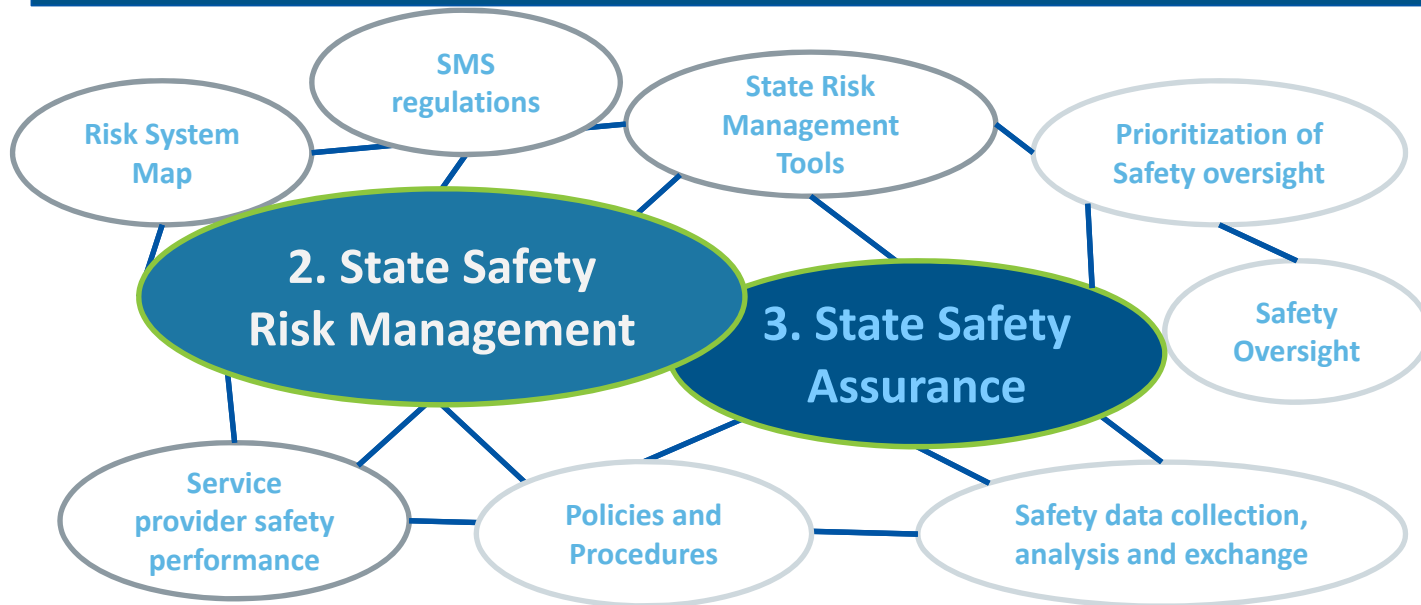 SMS
regulations
Risk System
Map
State Risk
Management
Tools
Prioritization of
Safety oversight
2. State Safety
Risk Management
3. State Safety
Assurance
Safety
Oversight
Service
provider safety
performance
Policies and
Procedures
Safety data collection,
analysis and exchange